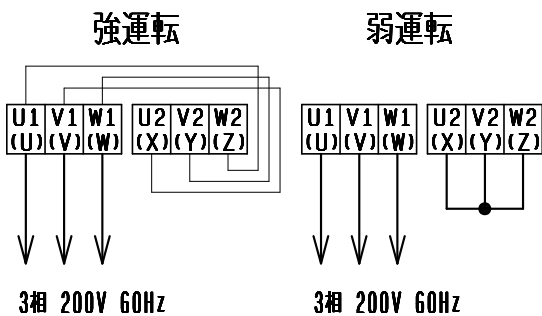 強運転 弱運転
U1 V1 W1 U2 V2 W2 U1 V1 W1 U2 V2 W2
(U) (V) (W) (X) (Y) (Z) (U) (V) (W) (X) (Y) (Z)
3相 200V 60Hz 3相 200V 60Hz